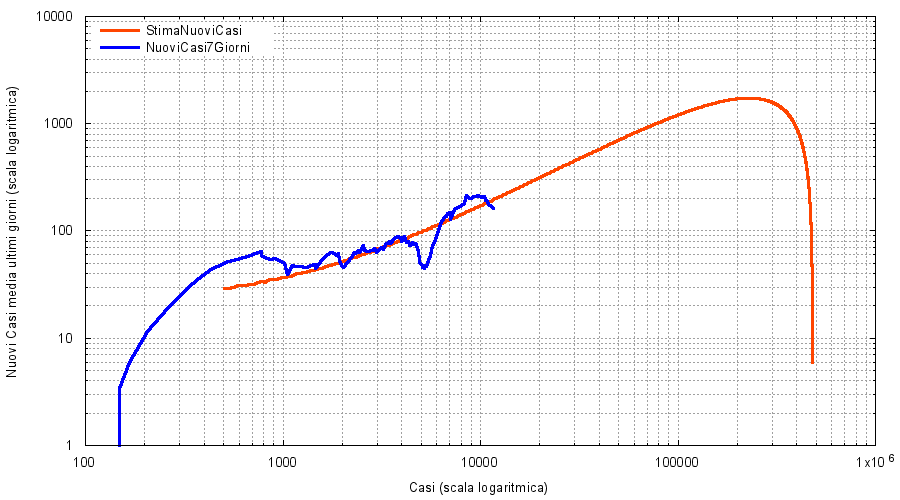 10000
1000
100
10
1
StimaNuoviCasi
NuoviCasi7Giorni
Nuovi Casi media ultimi giorni (scala logaritmica)
100 1000 10000 100000 1x10 6
Casi (scala logaritmica)